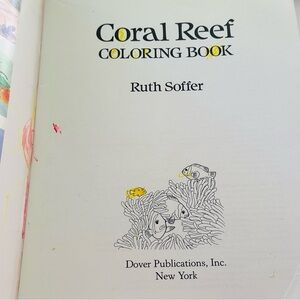 Coral Reef
COLORING BOOK
Ruth Soffer
Dover Publications, Inc.
New York